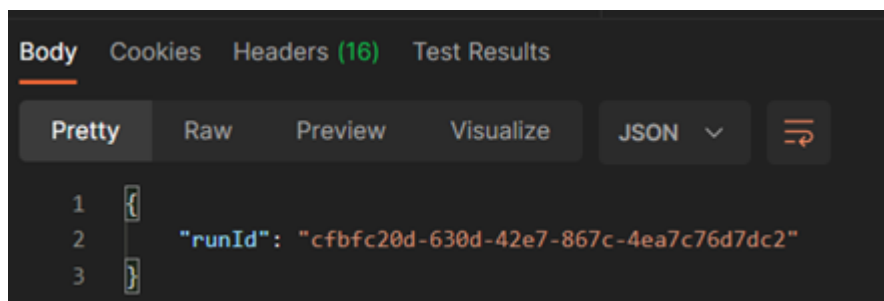 Body Cookies Headers (16) Test Results
Pretty Raw Preview Visualize JSON
1 {
2 "runId": "cfbfc20d-630d-42e7-867c-4ea7c76d7dc2"
3 }